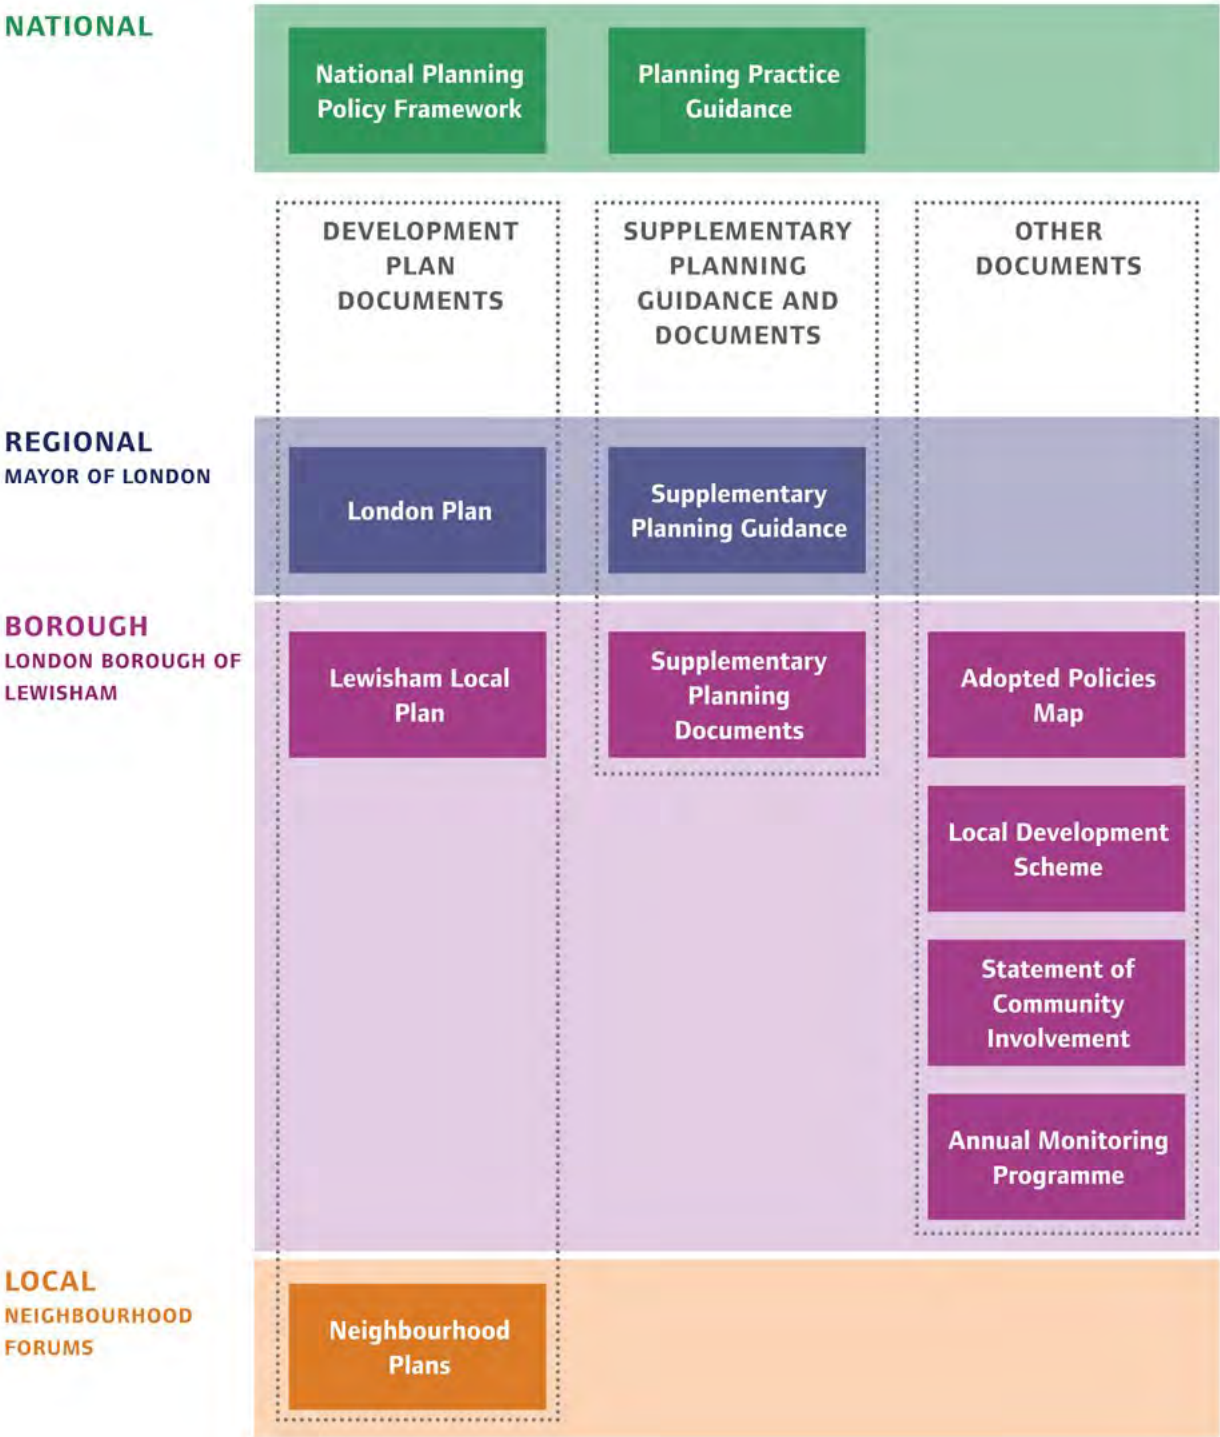 NATIONAL
National Planning
Policy Framework
Planning Practice
Guidance
DEVELOPMENT
PLAN
DOCUMENTS
SUPPLEMENTARY
PLANNING
GUIDANCE AND
DOCUMENTS
OTHER
DOCUMENTS
REGIONAL
MAYOR OF LONDON
London Plan
Supplementary
Planning Guidance
BOROUGH
LONDON BOROUGH OF
LEWISHAM
Lewisham Local
Plan
Supplementary
Planning
Documents
Adopted Policies
Map
Local Development
Scheme
Statement of
Community
Involvement
Annual Monitoring
Programme
LOCAL
NEIGHBOURHOOD
FORUMS
Neighbourhood
Plans